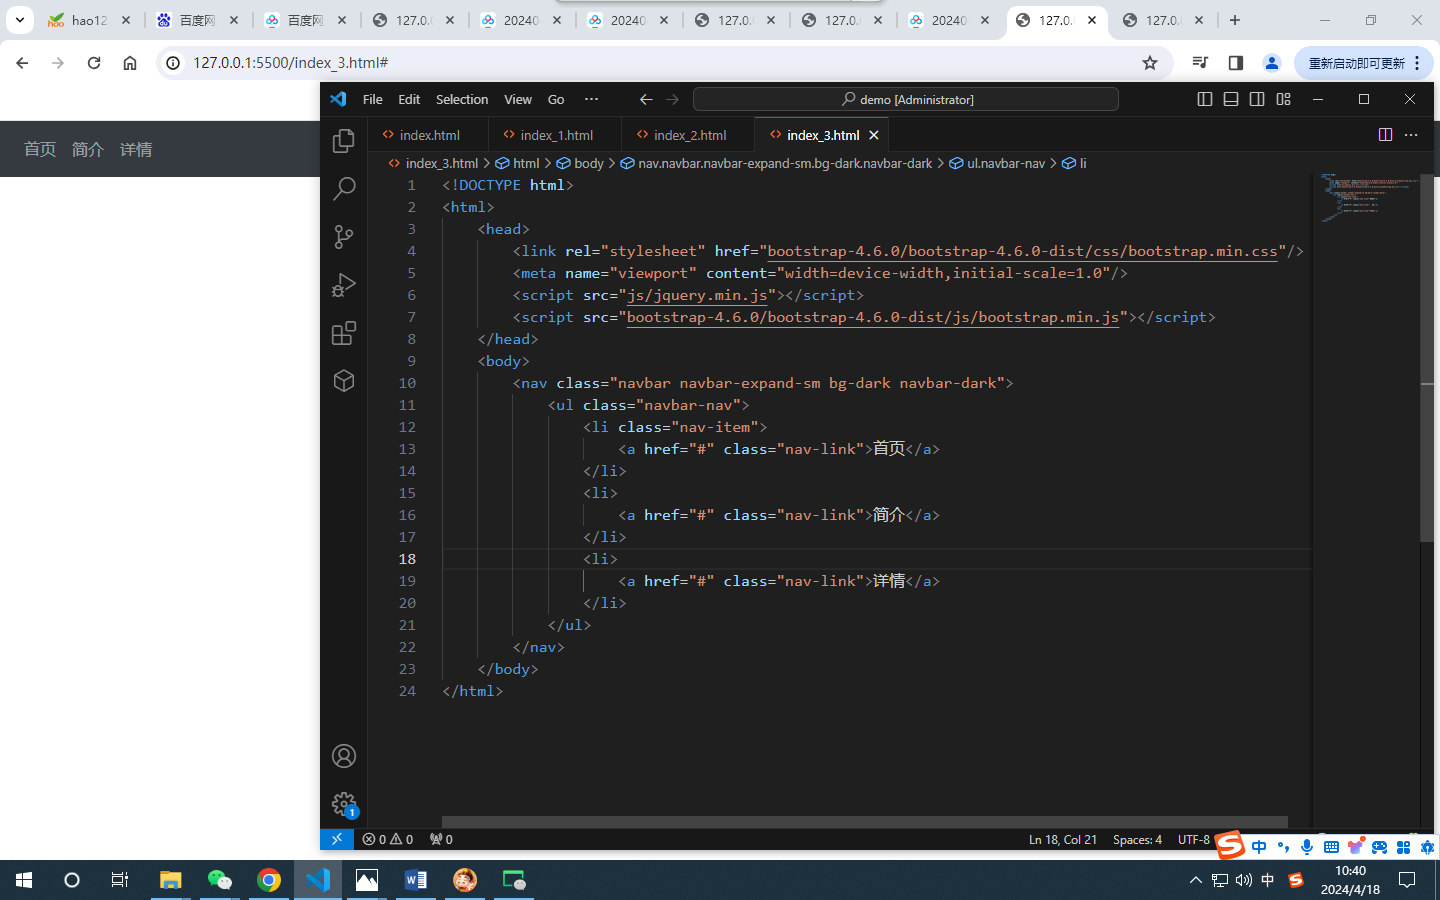 hao12
百度网
百度网
127.0.
20240
20240
127.0.
127.0.
20240
127.0.
127.0.
127.0.0.1:5500/index_3.html#
重新启动即可更新
首页 简介 详情
File Edit Selection View Go ···
demo [Administrator]
index.html
index_1.html
index_2.html
index_3.html
index_3.html > html > body > nav.navbar.navbar-expand-sm.bg-dark.navbar-dark > ul.navbar-nav > li
1 <!DOCTYPE html>
2 <html>
3 <head>
4 <link rel="stylesheet" href="bootstrap-4.6.0/bootstrap-4.6.0-dist/css/bootstrap.min.css"/>
5 <meta name="viewport" content="width=device-width,initial-scale=1.0"/>
6 <script src="js/jquery.min.js"></script>
7 <script src="bootstrap-4.6.0/bootstrap-4.6.0-dist/js/bootstrap.min.js"></script>
8 </head>
9 <body>
10 <nav class="navbar navbar-expand-sm bg-dark navbar-dark">
11 <ul class="navbar-nav">
12 <li class="nav-item">
13 <a href="#" class="nav-link">首页</a>
14 </li>
15 <li>
16 <a href="#" class="nav-link">简介</a>
17 </li>
18 <li>
19 <a href="#" class="nav-link">详情</a>
20 </li>
21 </ul>
22 </nav>
23 </body>
24 </html>
1
0 0 0
Ln 18, Col 21 Spaces: 4 UTF-8
中
中
10:40
2024/4/18